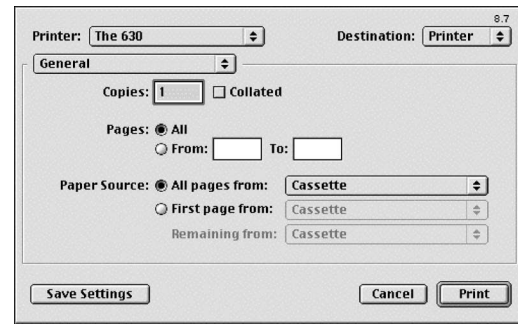 8.7
Printer: The 630 Destination: Printer
General
Copies: 1 Collated
Pages: All
From: To:
Paper Source: All pages from: Cassette
First page from: Cassette
Remaining from: Cassette
Save Settings Cancel Print